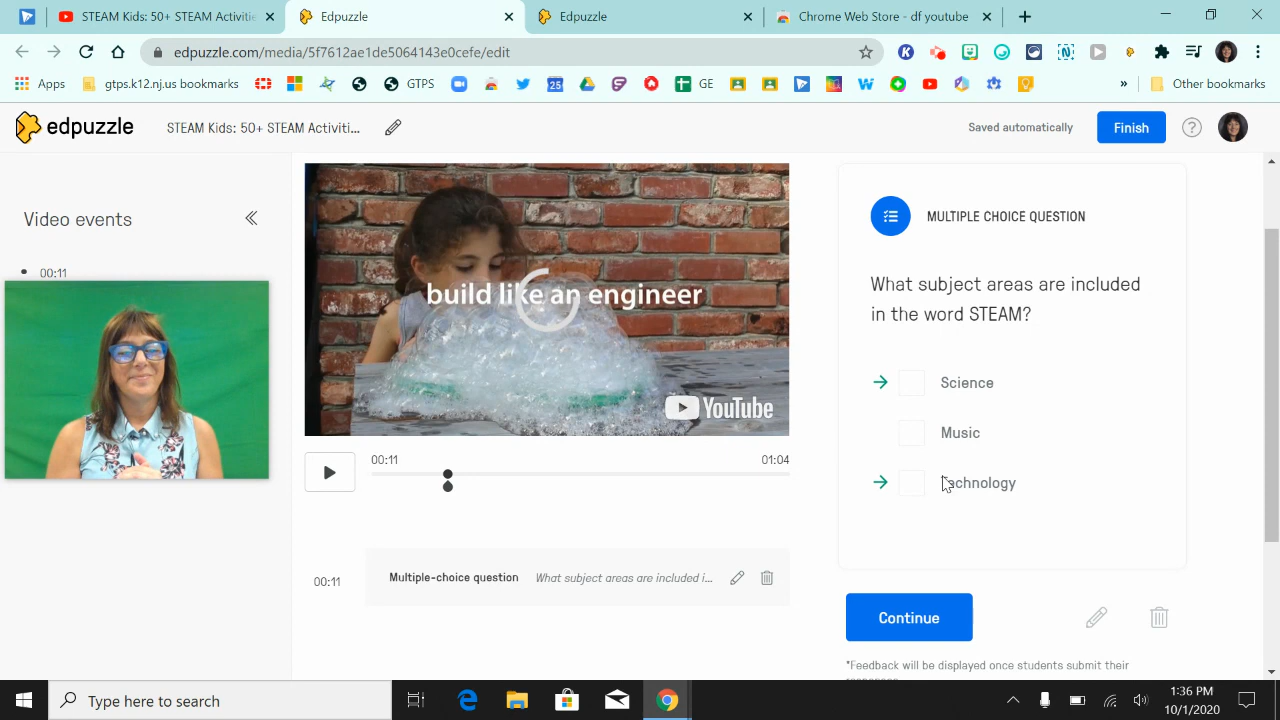 STEAM Kids: 50+ STEAM Activitie
Edpuzzle
Edpuzzle
Chrome Web Store - df youtube
edpuzzle.com/media/5f7612ae1de5064143e0cefe/edit
Apps
gtps.k12.nj.us bookmarks
GTPS
25
GE
»
Other bookmarks
edpuzzle
STEAM Kids: 50+ STEAM Activiti...
Saved automatically
Finish
?
Video events
00:11
build like an engineer
YouTube
00:11
01:04
00:11
Multiple-choice question
What subject areas are included i...
MULTIPLE CHOICE QUESTION
What subject areas are included
in the word STEAM?
Science
Music
Technology
Continue
*Feedback will be displayed once students submit their
Type here to search
1:36 PM
10/1/2020